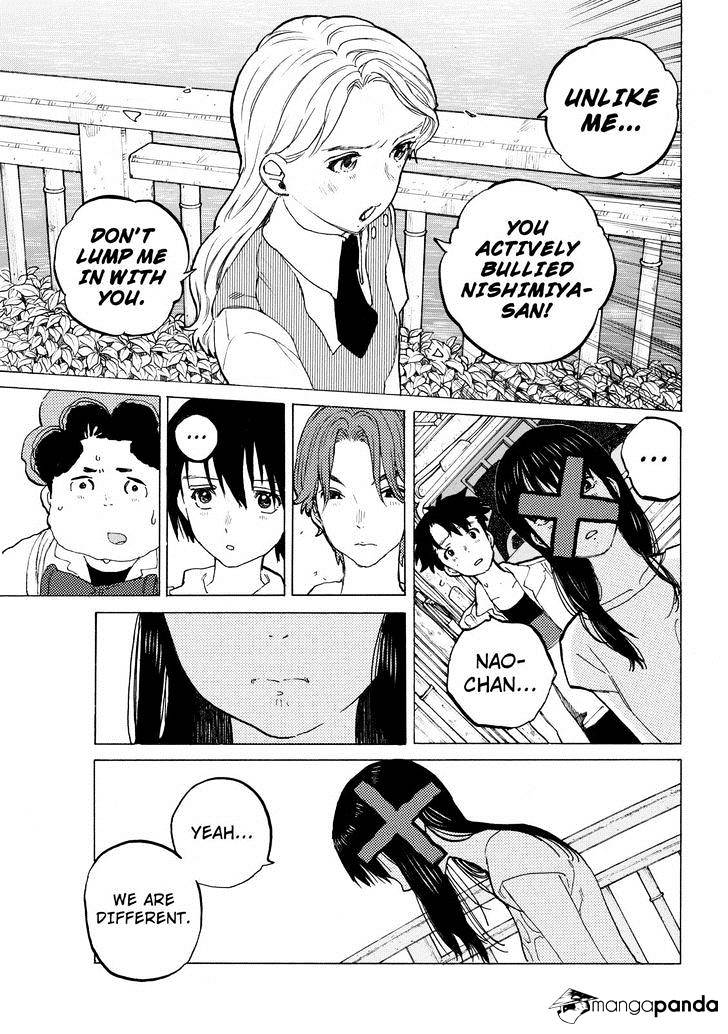 UNLIKE
ME...
YOU
ACTIVELY
BULLIED
NISHIMIYA-
SAN!
DON'T
LUMP ME
IN WITH
YOU.
...
NAO-
CHAN...
...
YEAH...
WE ARE
DIFFERENT.
mangapanda